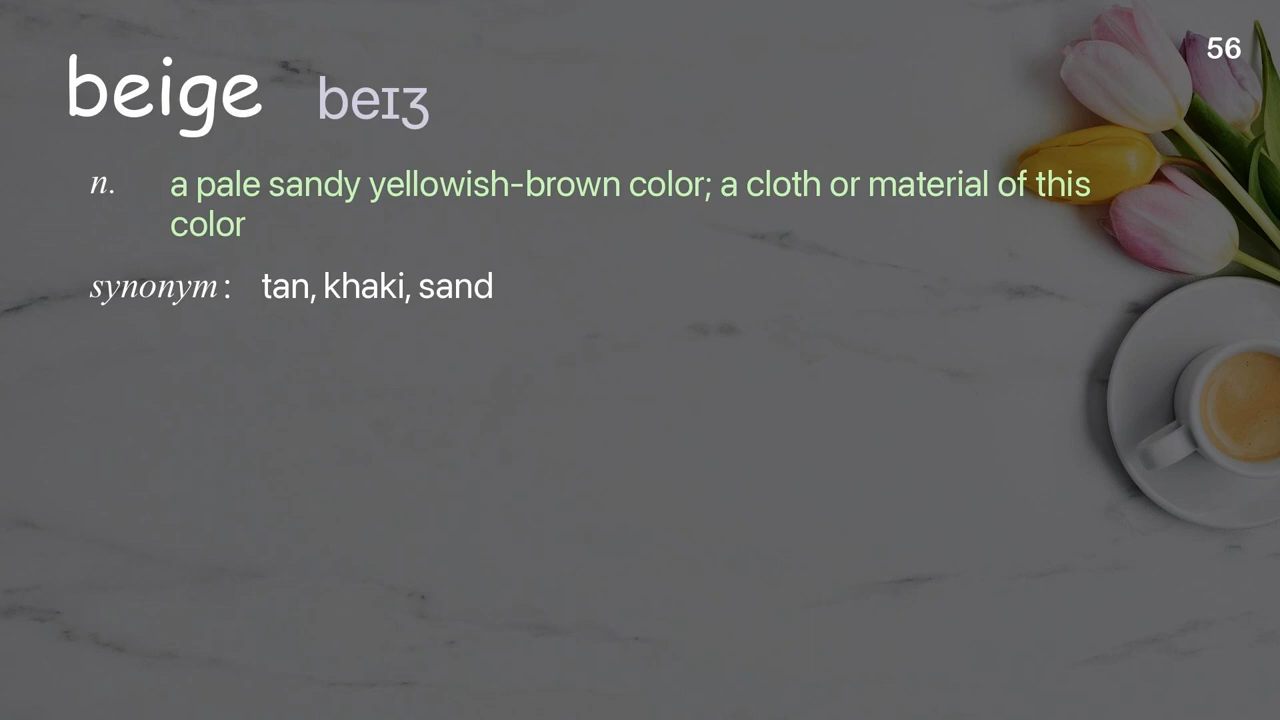 56
beige beɪʒ
n. a pale sandy yellowish-brown color; a cloth or material of this
color
synonym: tan, khaki, sand